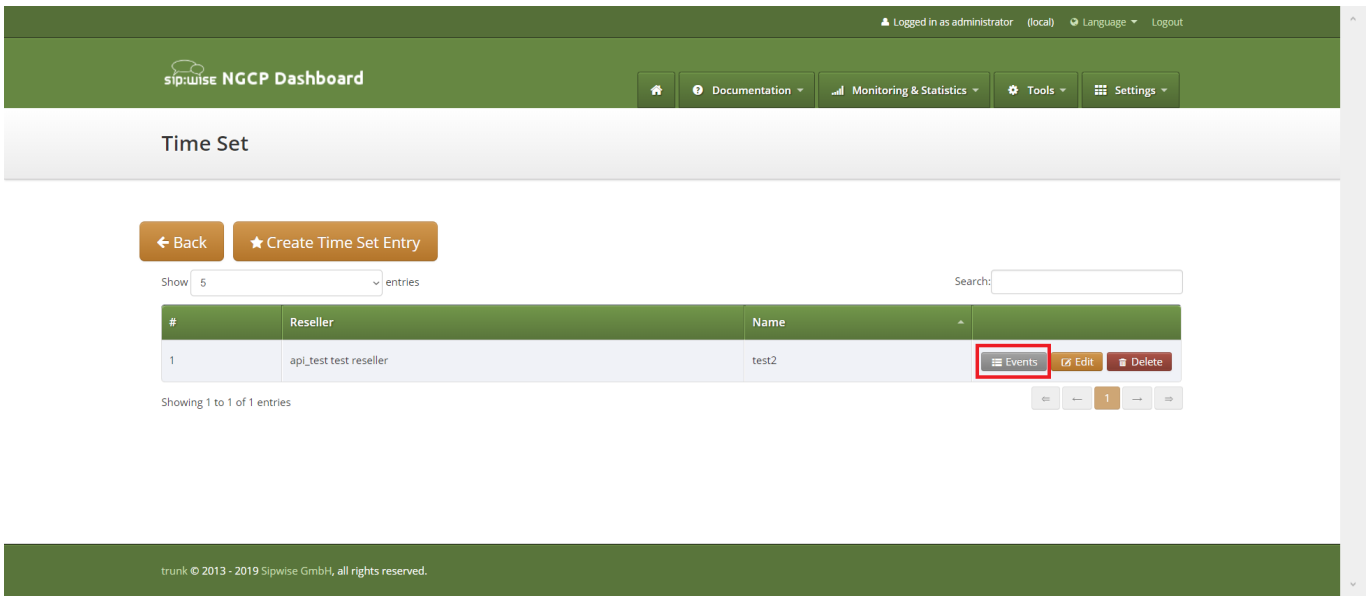 Logged in as administrator (local) Language Logout
sip:wise NGCP Dashboard
Documentation Monitoring & Statistics Tools Settings
Time Set
Back Create Time Set Entry
Show 5 entries Search:
# Reseller Name
1 api_test test reseller test2 Events Edit Delete
Showing 1 to 1 of 1 entries ⇐ ← 1 → ⇒
trunk © 2013 - 2019 Sipwise GmbH, all rights reserved.